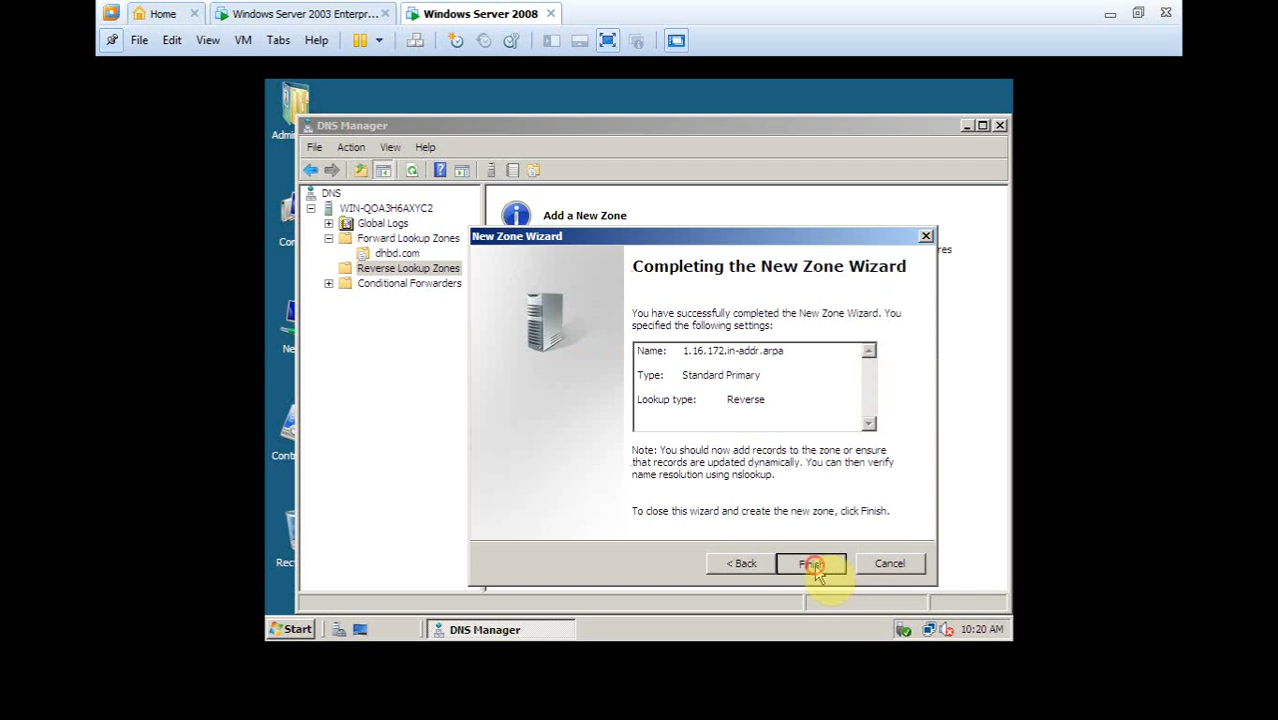 Home
Windows Server 2003 Enterpr...
Windows Server 2008
File Edit View VM Tabs Help
DNS Manager
File Action View Help
DNS
WIN-QOA3H6AXYC2
Global Logs
Forward Lookup Zones
dhbd.com
Reverse Lookup Zones
Conditional Forwarders
Add a New Zone
New Zone Wizard
Completing the New Zone Wizard
You have successfully completed the New Zone Wizard. You
specified the following settings:
Name: 1.16.172.in-addr.arpa
Type: Standard Primary
Lookup type: Reverse
Note: You should now add records to the zone or ensure
that records are updated dynamically. You can then verify
name resolution using nslookup.
To close this wizard and create the new zone, click Finish.
< Back Finish Cancel
Start
DNS Manager
10:20 AM